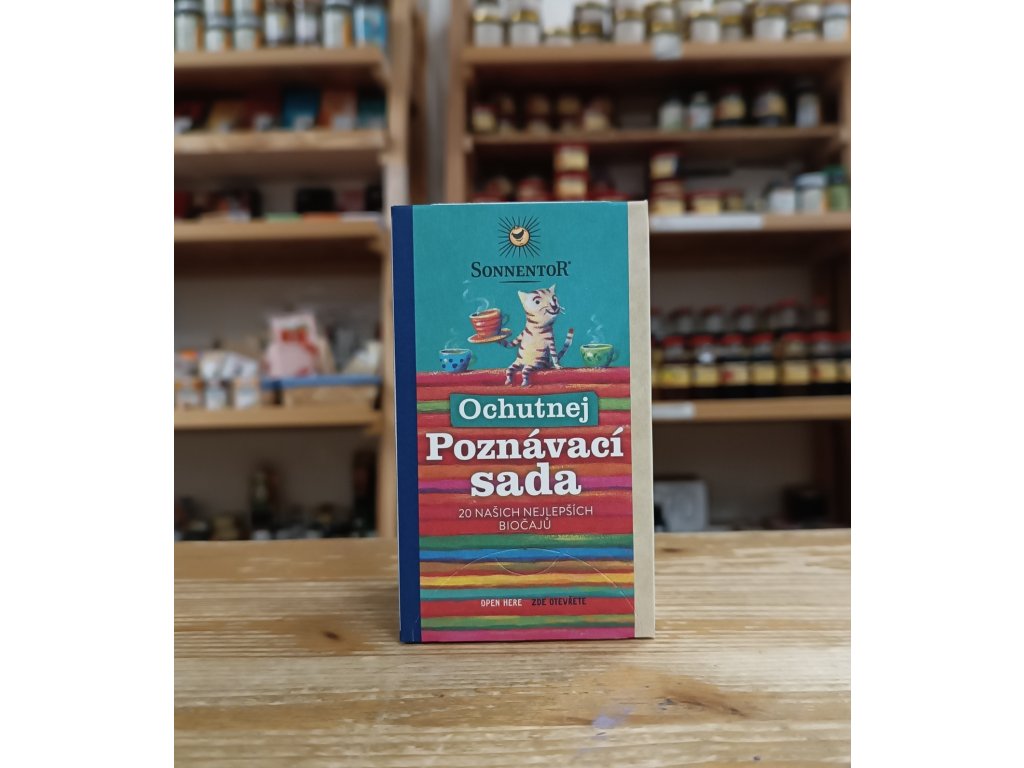 SONNENTOR®
Ochutnej
Poznávací
sada
20 NAŠICH NEJLEPŠÍCH
BIOČAJŮ
OPEN HERE ZDE OTEVŘETE